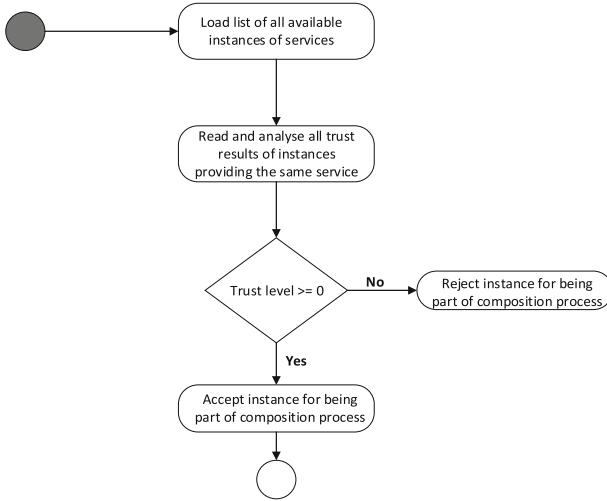 Load list of all available
instances of services
Read and analyse all trust
results of instances
providing the same service
Trust level >= 0
No
Reject instance for being
part of composition process
Yes
Accept instance for being
part of composition process